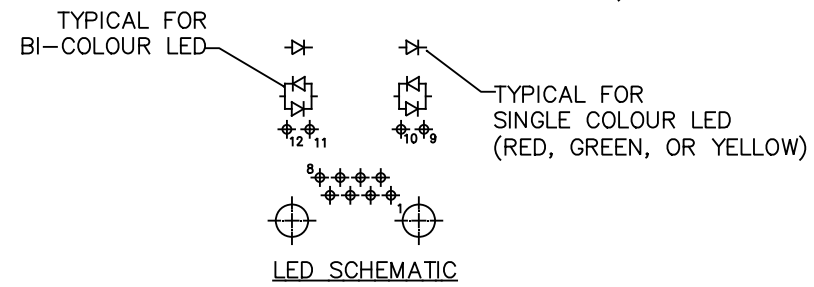 TYPICAL FOR
BI-COLOUR LED
TYPICAL FOR
SINGLE COLOUR LED
(RED, GREEN, OR YELLOW)
12 11
10 9
8
1
LED SCHEMATIC